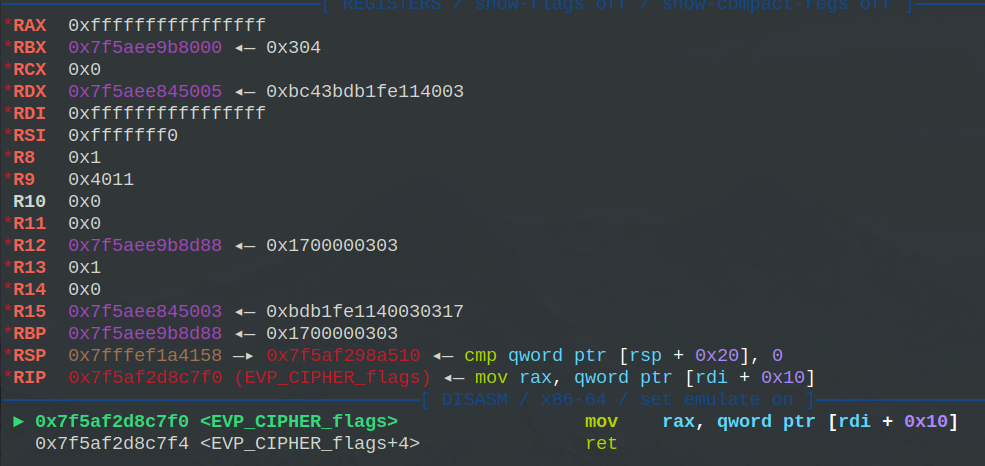 [ REGISTERS / show-flags off / show-compact-regs off ]
*RAX 0xffffffffffffffff
*RBX 0x7f5aee9b8000 ◂— 0x304
*RCX 0x0
*RDX 0x7f5aee845005 ◂— 0xbc43bdb1fe114003
*RDI 0xffffffffffffffff
*RSI 0xfffffff0
*R8 0x1
*R9 0x4011
R10 0x0
*R11 0x0
*R12 0x7f5aee9b8d88 ◂— 0x1700000303
*R13 0x1
*R14 0x0
*R15 0x7f5aee845003 ◂— 0xbdb1fe1140030317
*RBP 0x7f5aee9b8d88 ◂— 0x1700000303
*RSP 0x7fffef1a4158 —▸ 0x7f5af298a510 ◂— cmp qword ptr [rsp + 0x20], 0
*RIP 0x7f5af2d8c7f0 (EVP_CIPHER_flags) ◂— mov rax, qword ptr [rdi + 0x10]
[ DISASM / x86-64 / set emulate on ]
► 0x7f5af2d8c7f0 <EVP_CIPHER_flags> mov rax, qword ptr [rdi + 0x10]
0x7f5af2d8c7f4 <EVP_CIPHER_flags+4> ret